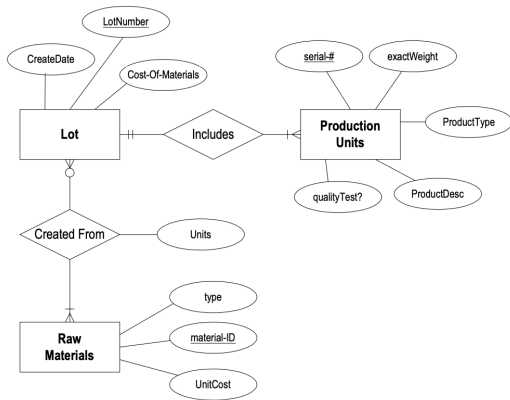 LotNumber
CreateDate
Cost-Of-Materials
serial-#
exactWeight
Lot
Includes
Production
Units
ProductType
qualityTest?
ProductDesc
Created From
Units
type
Raw
Materials
material-ID
UnitCost